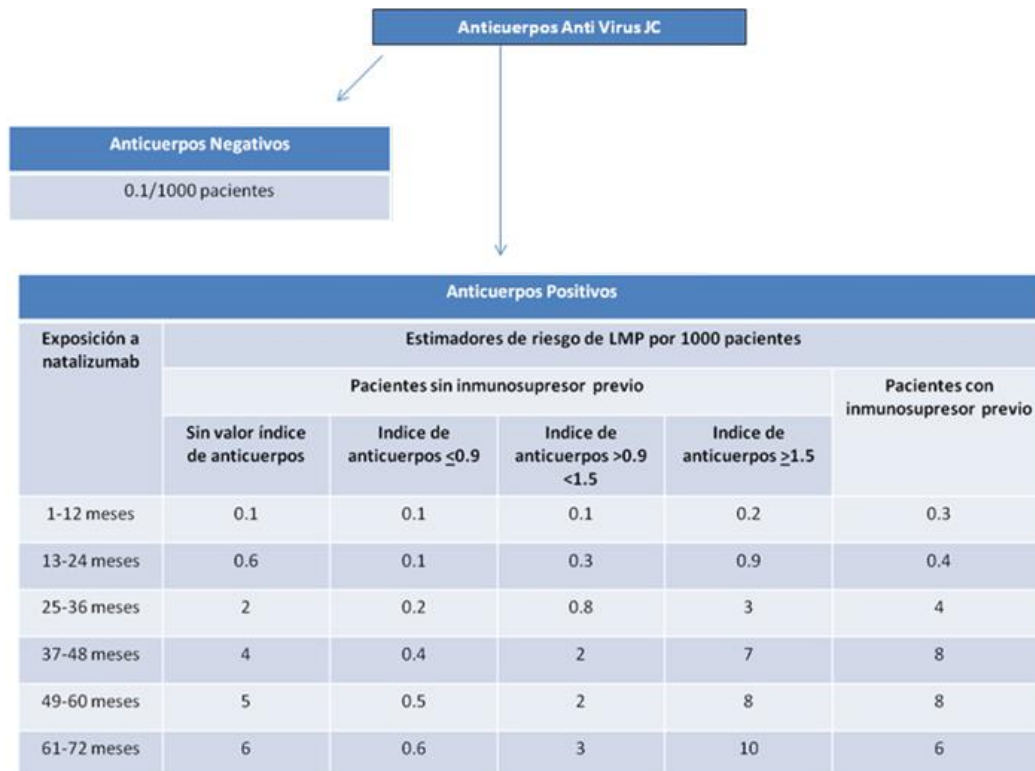 Anticuerpos Anti Virus JC
Anticuerpos Negativos
0.1/1000 pacientes
Anticuerpos Positivos
Exposición a
natalizumab
Estimadores de riesgo de LMP por 1000 pacientes
Pacientes sin inmunosupresor previo
Pacientes con
inmunosupresor previo
Sin valor índice
de anticuerpos
Indice de
anticuerpos ≤0.9
Indice de
anticuerpos >0.9
<1.5
Indice de
anticuerpos ≥1.5
1-12 meses 0.1 0.1 0.1 0.2 0.3
13-24 meses 0.6 0.1 0.3 0.9 0.4
25-36 meses 2 0.2 0.8 3 4
37-48 meses 4 0.4 2 7 8
49-60 meses 5 0.5 2 8 8
61-72 meses 6 0.6 3 10 6